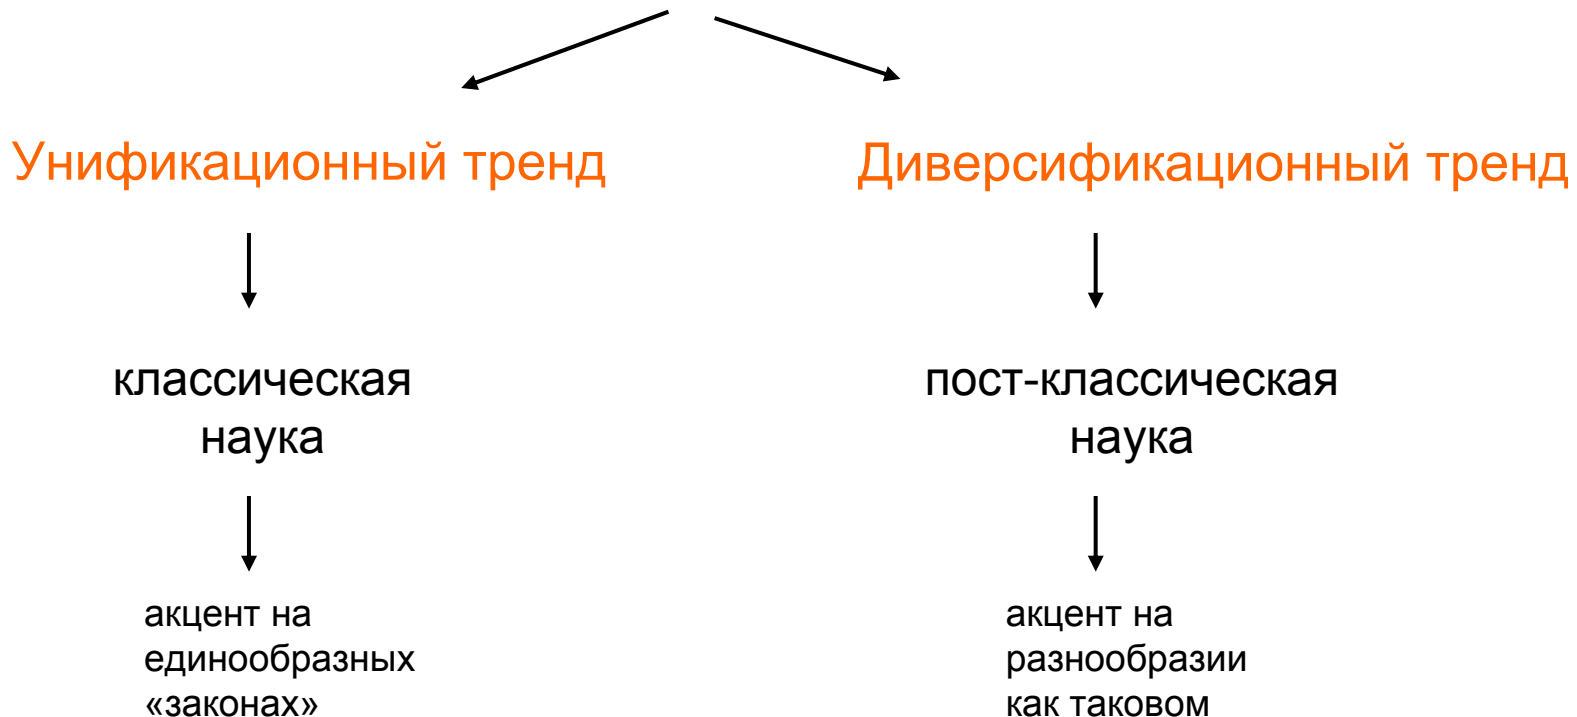 Унификационный тренд
Диверсификационный тренд
классическая
наука
пост-классическая
наука
акцент на
единообразных
«законах»
акцент на
разнообразии
как таковом